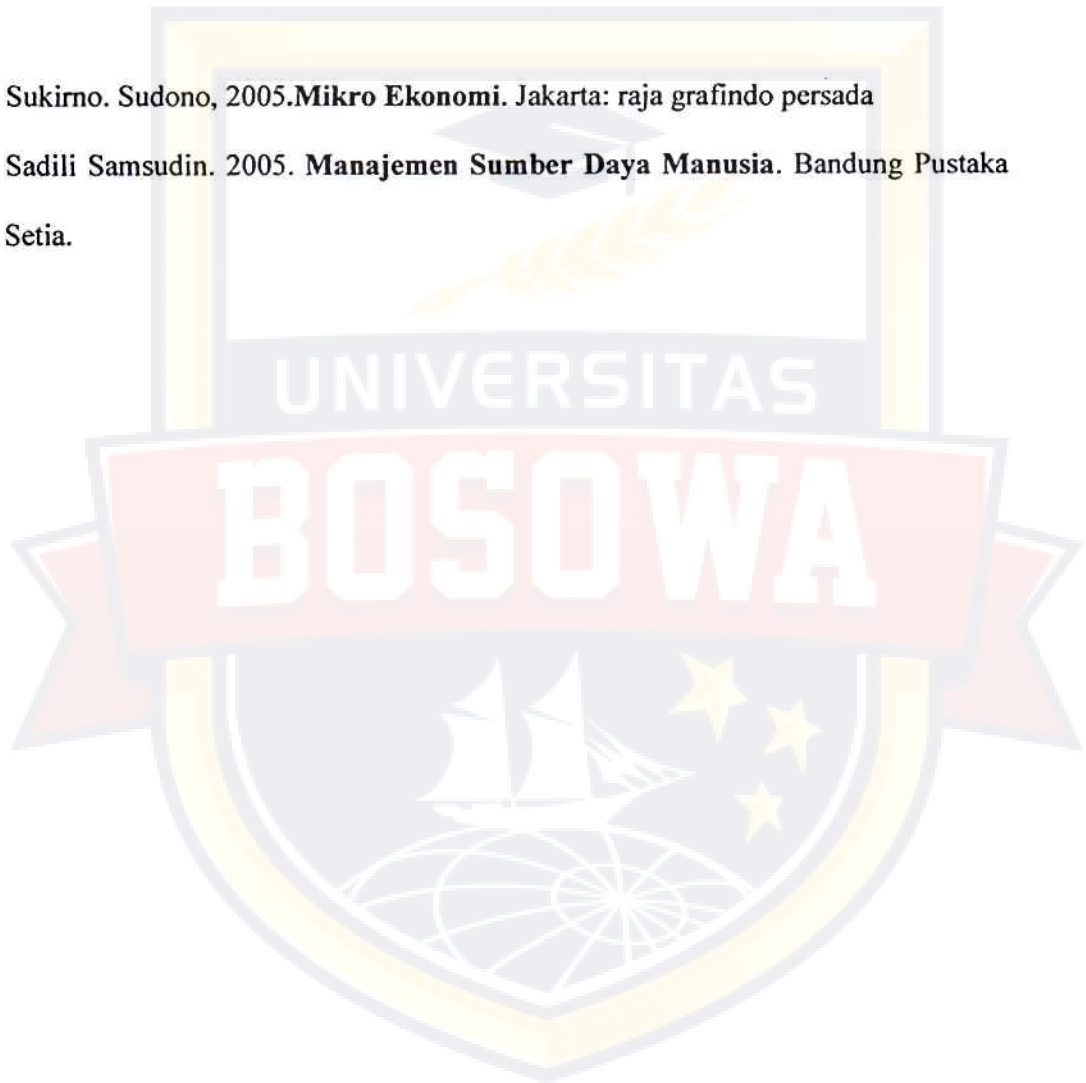 Sukirno. Sudono, 2005.Mikro Ekonomi. Jakarta: raja grafindo persada
Sadili Samsudin. 2005. Manajemen Sumber Daya Manusia. Bandung Pustaka
Setia.
UNIVERSITAS
BOSOWA